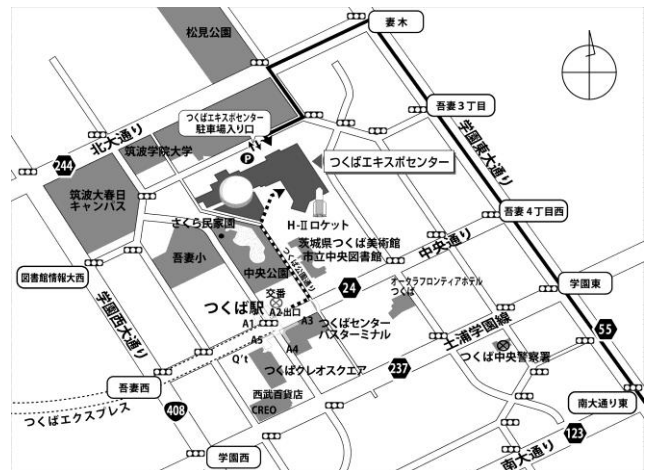 松見公園
妻木
つくばエキスポセンター
駐車場入り口
吾妻3丁目
北大通り
244
筑波学院大学
P
学園東大通り
つくばエキスポセンター
筑波大春日
キャンパス
さくら民家園
H-Ⅱロケット
吾妻4丁目西
中央通り
茨城県つくば美術館
市立中央図書館
吾妻小
中央公園
つくば公園通り
図書館情報大西
学園東
24
オークラフロンティアホテル
つくば
交番
つくば駅
A2出口
学園西大通り
A1
A3
つくばセンター
バスターミナル
土浦学園線
55
A5
A4
つくば中央警察署
Q't
つくばクレオスクエア
237
吾妻西
西武百貨店
CREO
南大通り東
つくばエクスプレス
408
123
学園西
南大通り